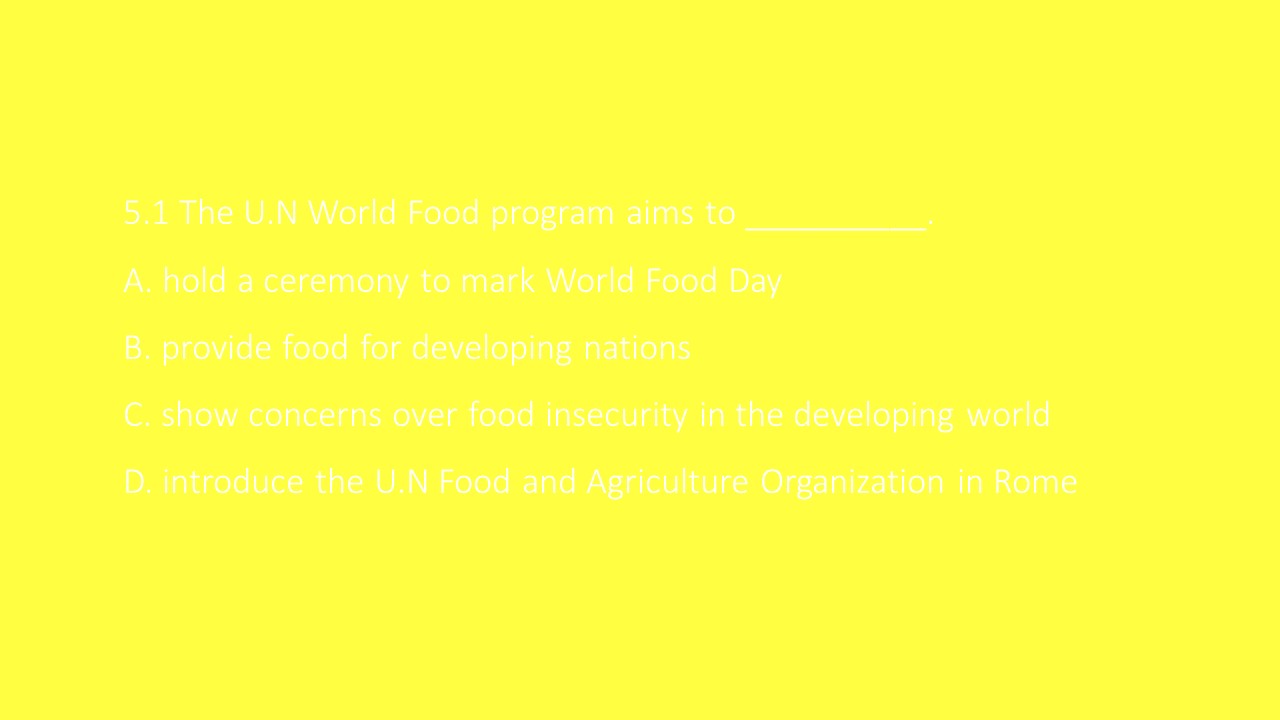 5.1 The U.N World Food program aims to __________.
A. hold a ceremony to mark World Food Day
B. provide food for developing nations
C. show concerns over food insecurity in the developing world
D. introduce the U.N Food and Agriculture Organization in Rome